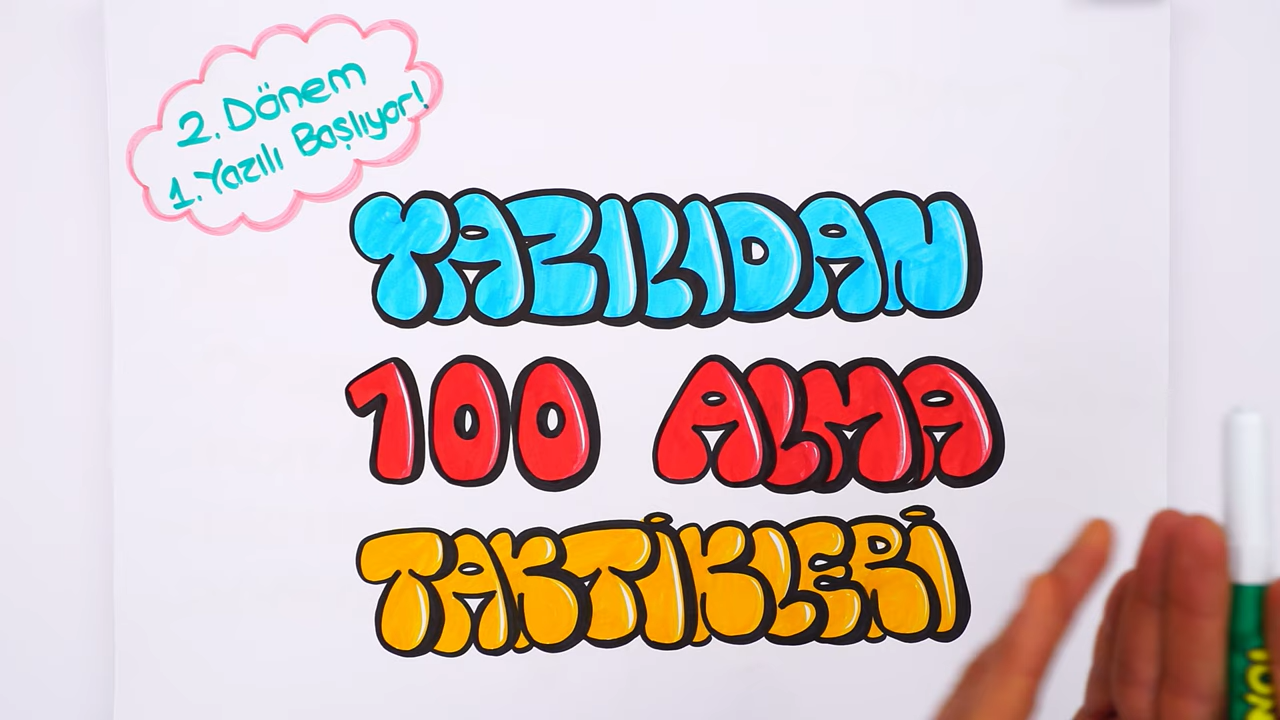 2. Dönem
1. Yazılı Başlıyor!
YAZILIDAN
100 ALMA
TAKTİKLERİ